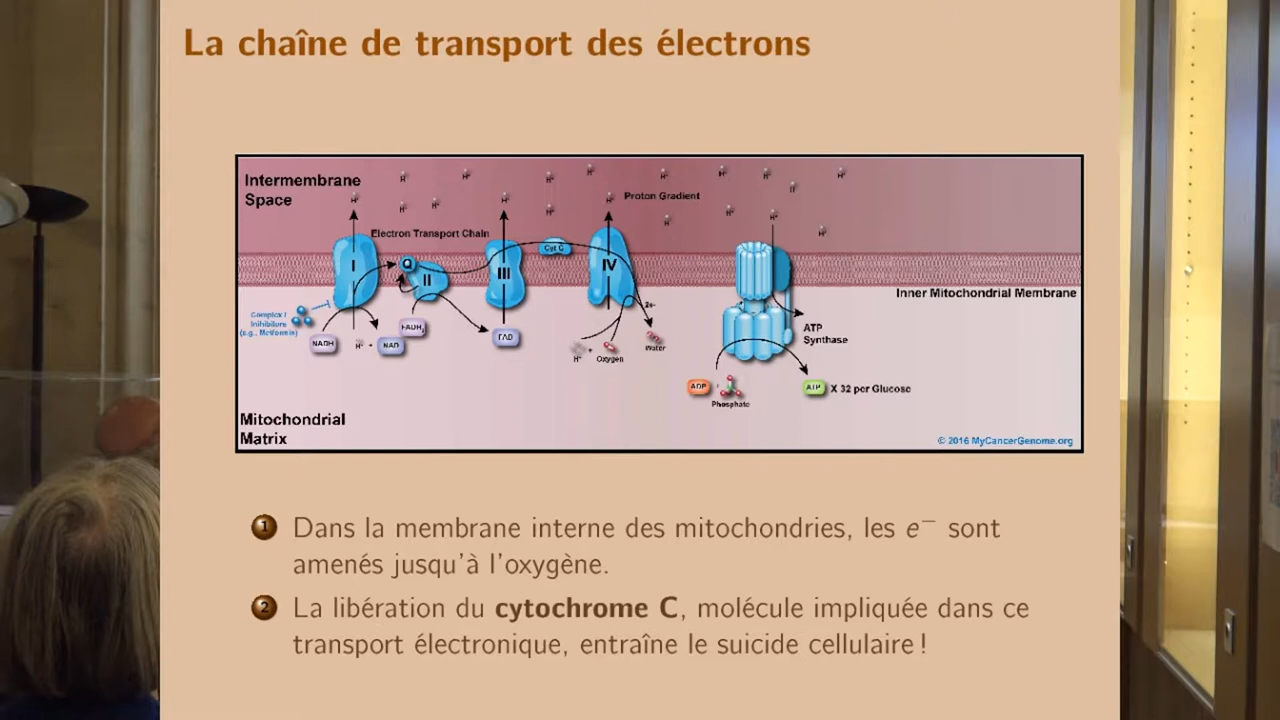 La chaîne de transport des électrons
Intermembrane
Space
H⁺
H⁺
H⁺
H⁺
H⁺
H⁺
H⁺
Proton Gradient
Electron Transport Chain
I
Q
II
III
Cyt C
IV
Inner Mitochondrial Membrane
Complex I
Inhibitors
(e.g., Metformin)
NADH
H⁺ +
NAD
FADH₂
FAD
2e-
H⁺ +
Oxygen
Water
ATP
Synthase
ADP
+
Phosphate
ATP
X 32 per Glucose
Mitochondrial
Matrix
© 2016 MyCancerGenome.org
1
Dans la membrane interne des mitochondries, les e⁻ sont
amenés jusqu'à l'oxygène.
2
La libération du cytochrome C, molécule impliquée dans ce
transport électronique, entraîne le suicide cellulaire !